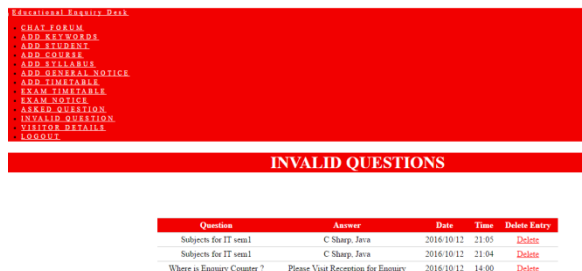 Educational Enquiry Desk
CHAT FORUM
ADD KEYWORDS
ADD STUDENT
ADD COURSE
ADD SYLLABUS
ADD GENERAL NOTICE
ADD TIMETABLE
EXAM TIMETABLE
EXAM NOTICE
ASKED QUESTION
INVALID QUESTION
VISITOR DETAILS
LOGOUT
INVALID QUESTIONS
Question Answer Date Time Delete Entry
Subjects for IT sem1 C Sharp, Java 2016/10/12 21:05 Delete
Subjects for IT sem1 C Sharp, Java 2016/10/12 21:04 Delete
Where is Enquiry Counter ? Please Visit Reception for Enquiry 2016/10/12 14:00 Delete